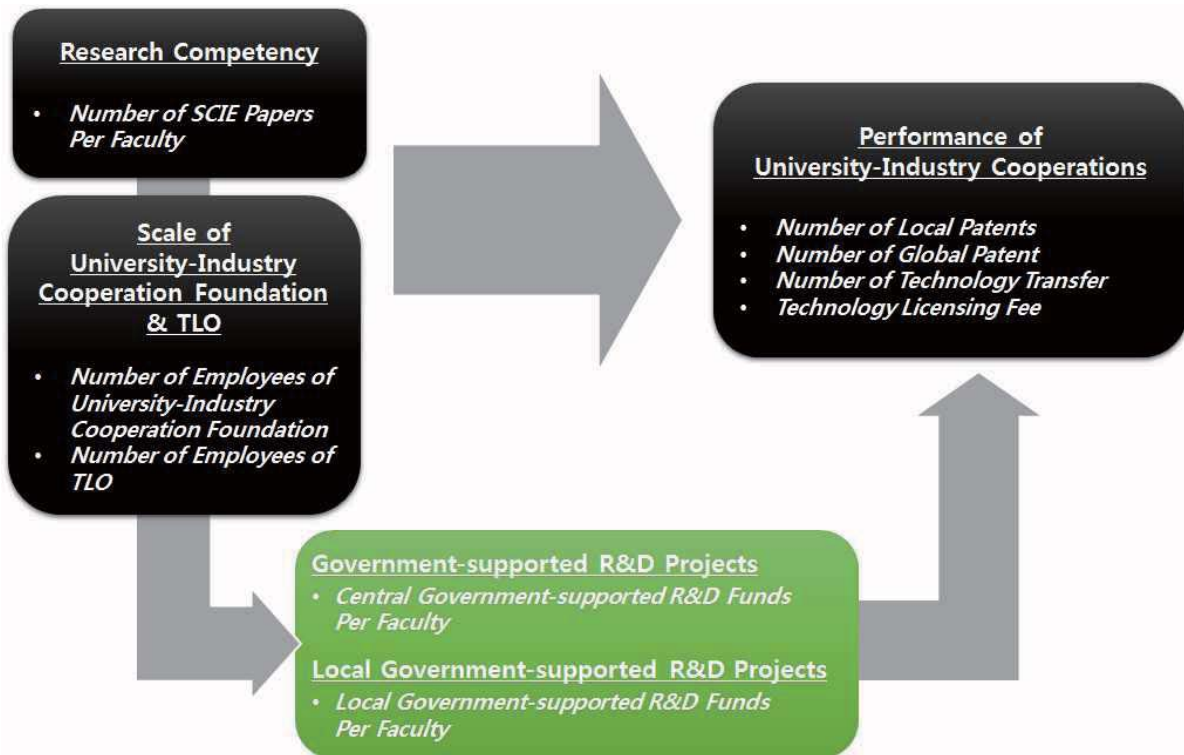 Research Competency
• Number of SCIE Papers
Per Faculty
Scale of
University-Industry
Cooperation Foundation
& TLO
• Number of Employees of
University-Industry
Cooperation Foundation
• Number of Employees of
TLO
Performance of
University-Industry Cooperations
• Number of Local Patents
• Number of Global Patent
• Number of Technology Transfer
• Technology Licensing Fee
Government-supported R&D Projects
• Central Government-supported R&D Funds
Per Faculty
Local Government-supported R&D Projects
• Local Government-supported R&D Funds
Per Faculty